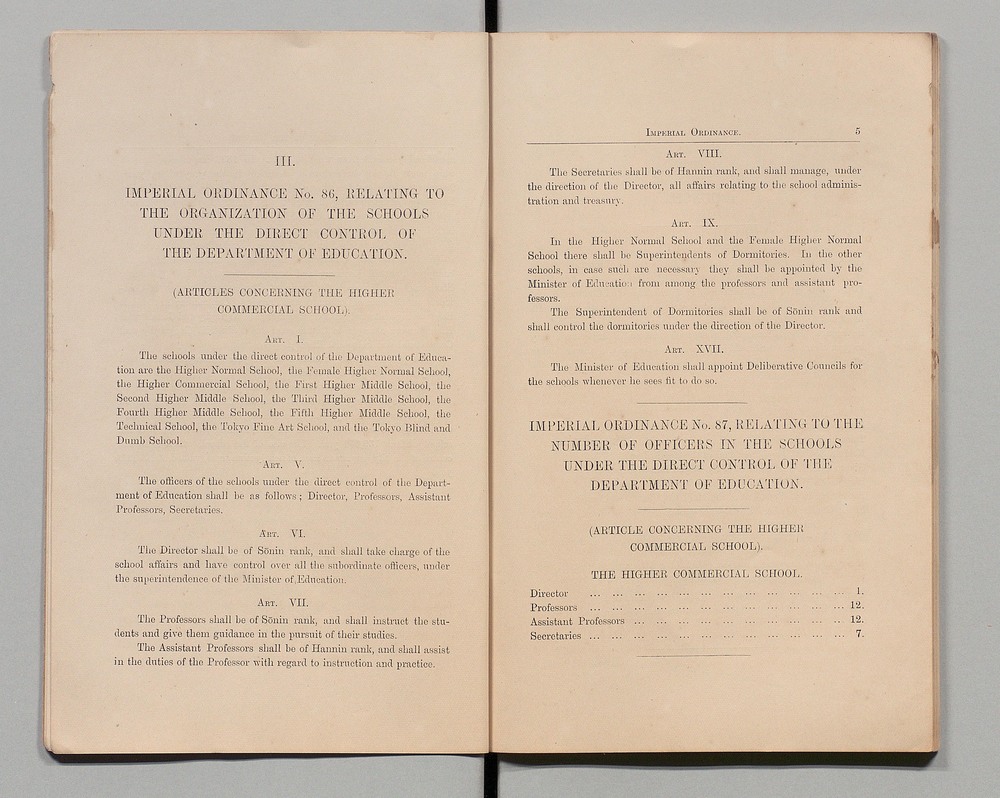 III.
IMPERIAL ORDINANCE No. 86, RELATING TO
THE ORGANIZATION OF THE SCHOOLS
UNDER THE DIRECT CONTROL OF
THE DEPARTMENT OF EDUCATION.
(ARTICLES CONCERNING THE HIGHER
COMMERCIAL SCHOOL).
Art. I.
The schools under the direct control of the Department of Educa-
tion are the Higher Normal School, the Female Higher Normal School,
the Higher Commercial School, the First Higher Middle School, the
Second Higher Middle School, the Third Higher Middle School, the
Fourth Higher Middle School, the Fifth Higher Middle School, the
Technical School, the Tokyo Fine Art School, and the Tokyo Blind and
Dumb School.
Art. V.
The officers of the schools under the direct control of the Depart-
ment of Education shall be as follows; Director, Professors, Assistant
Professors, Secretaries.
Art. VI.
The Director shall be of Sōnin rank, and shall take charge of the
school affairs and have control over all the subordinate officers, under
the superintendence of the Minister of Education.
Art. VII.
The Professors shall be of Sōnin rank, and shall instruct the stu-
dents and give them guidance in the pursuit of their studies.
The Assistant Professors shall be of Hannin rank, and shall assist
in the duties of the Professor with regard to instruction and practice.
Imperial Ordinance. 5
Art. VIII.
The Secretaries shall be of Hannin rank, and shall manage, under
the direction of the Director, all affairs relating to the school adminis-
tration and treasury.
Art. IX.
In the Higher Normal School and the Female Higher Normal
School there shall be Superintendents of Dormitories. In the other
schools, in case such are necessary they shall be appointed by the
Minister of Education from among the professors and assistant pro-
fessors.
The Superintendent of Dormitories shall be of Sōnin rank and
shall control the dormitories under the direction of the Director.
Art. XVII.
The Minister of Education shall appoint Deliberative Councils for
the schools whenever he sees fit to do so.
IMPERIAL ORDINANCE No. 87, RELATING TO THE
NUMBER OF OFFICERS IN THE SCHOOLS
UNDER THE DIRECT CONTROL OF THE
DEPARTMENT OF EDUCATION.
(ARTICLE CONCERNING THE HIGHER
COMMERCIAL SCHOOL).
THE HIGHER COMMERCIAL SCHOOL.
Director ... ... ... ... ... ... ... ... ... ... ... ... 1.
Professors ... ... ... ... ... ... ... ... ... ... ... ... 12.
Assistant Professors ... ... ... ... ... ... ... ... ... ... 12.
Secretaries ... ... ... ... ... ... ... ... ... ... ... ... 7.